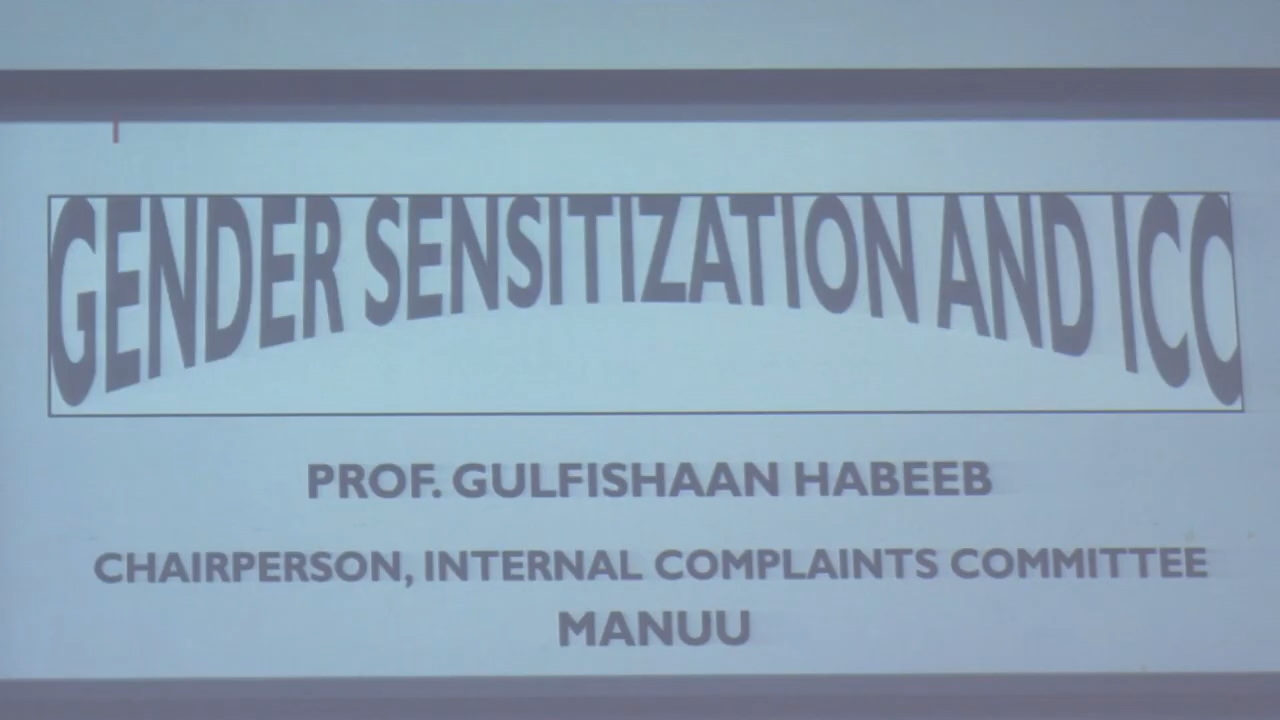 GENDER SENSITIZATION AND ICC
PROF. GULFISHAAN HABEEB
CHAIRPERSON, INTERNAL COMPLAINTS COMMITTEE
MANUU